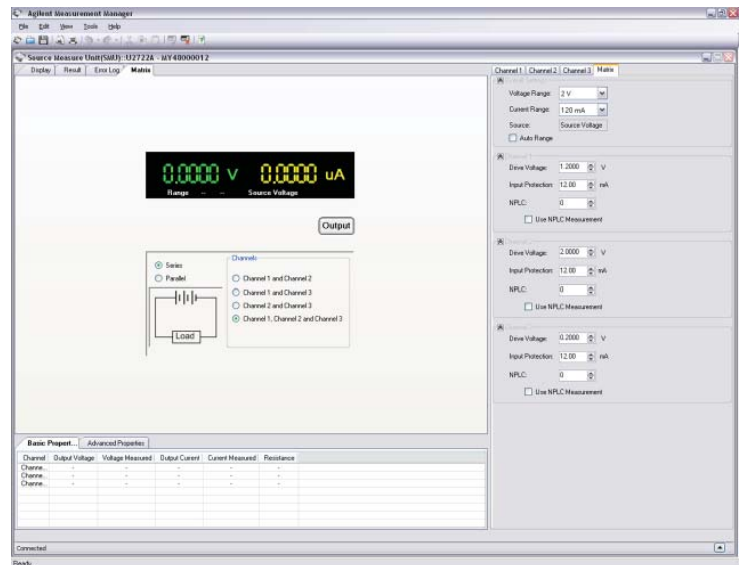 Agilent Measurement Manager
File Edit View Tools Help
Source Measure Unit(SMU)::U2722A - MY40000012
Display Result Error Log Matrix
Channel 1 Channel 2 Channel 3 Matrix
Voltage Range: 2 V
Current Range: 120 mA
Source: Source Voltage
Auto Range
0.0000 V 0.0000 uA
Range -- -- Source Voltage
Output
Drive Voltage: 1.2000 V
Input Protection: 12.00 mA
NPLC: 0
Use NPLC Measurement
Series
Parallel
Load
Channels
Channel 1 and Channel 2
Channel 1 and Channel 3
Channel 2 and Channel 3
Channel 1, Channel 2 and Channel 3
Drive Voltage: 2.0000 V
Input Protection: 12.00 mA
NPLC: 0
Use NPLC Measurement
Drive Voltage: 0.2000 V
Input Protection: 12.00 mA
NPLC: 0
Use NPLC Measurement
Basic Propert... Advanced Properties
Channel Output Voltage Voltage Measured Output Current Current Measured Resistance
Channe... - - - - -
Channe... - - - - -
Channe... - - - - -
Connected
Ready